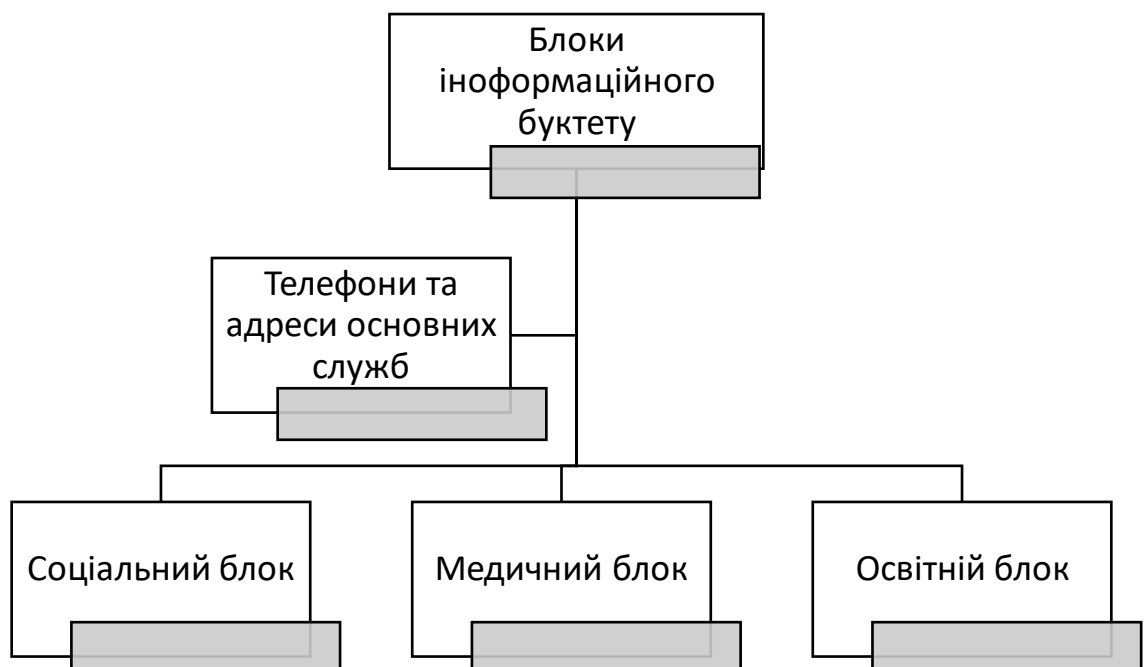 Блоки
іноформаційного
буктету
Телефони та
адреси основних
служб
Соціальний блок
Медичний блок
Освітній блок